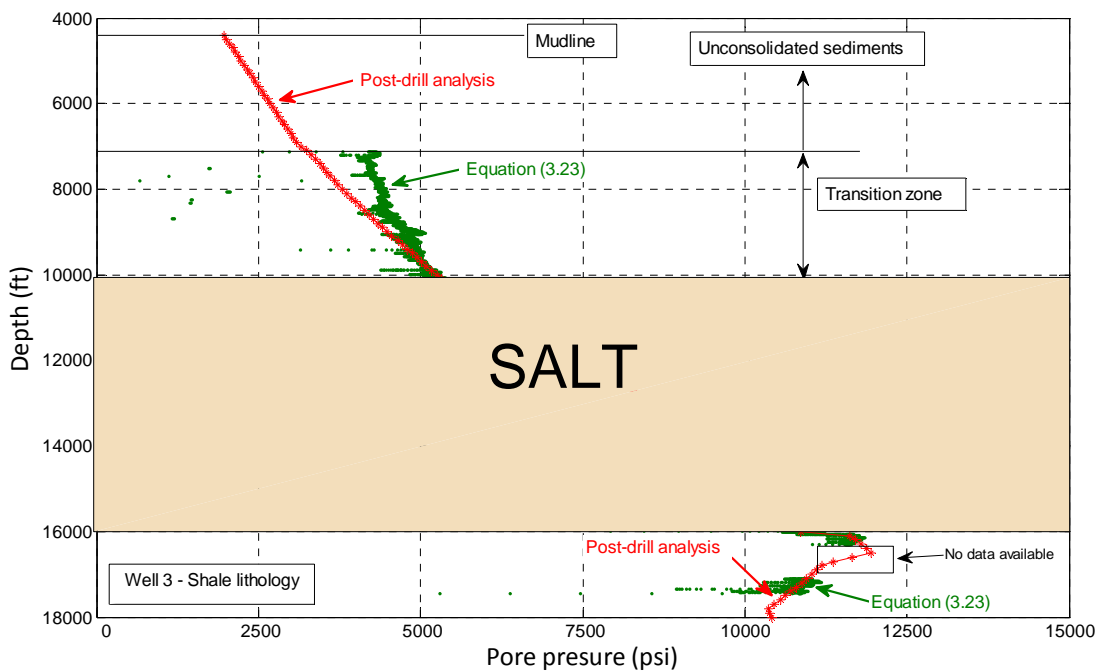 4000
Mudline
Unconsolidated sediments
Post-drill analysis
6000
Equation (3.23)
8000
Transition zone
10000
Depth (ft)
SALT
12000
14000
16000
Post-drill analysis
No data available
Well 3 - Shale lithology
Equation (3.23)
18000
0 2500 5000 7500 10000 12500 15000
Pore presure (psi)